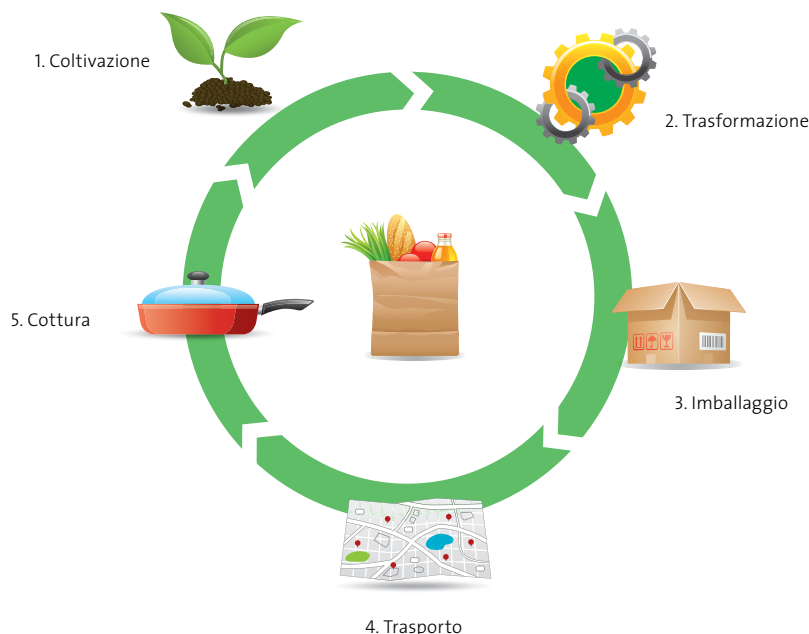 1. Coltivazione
2. Trasformazione
3. Imballaggio
4. Trasporto
5. Cottura